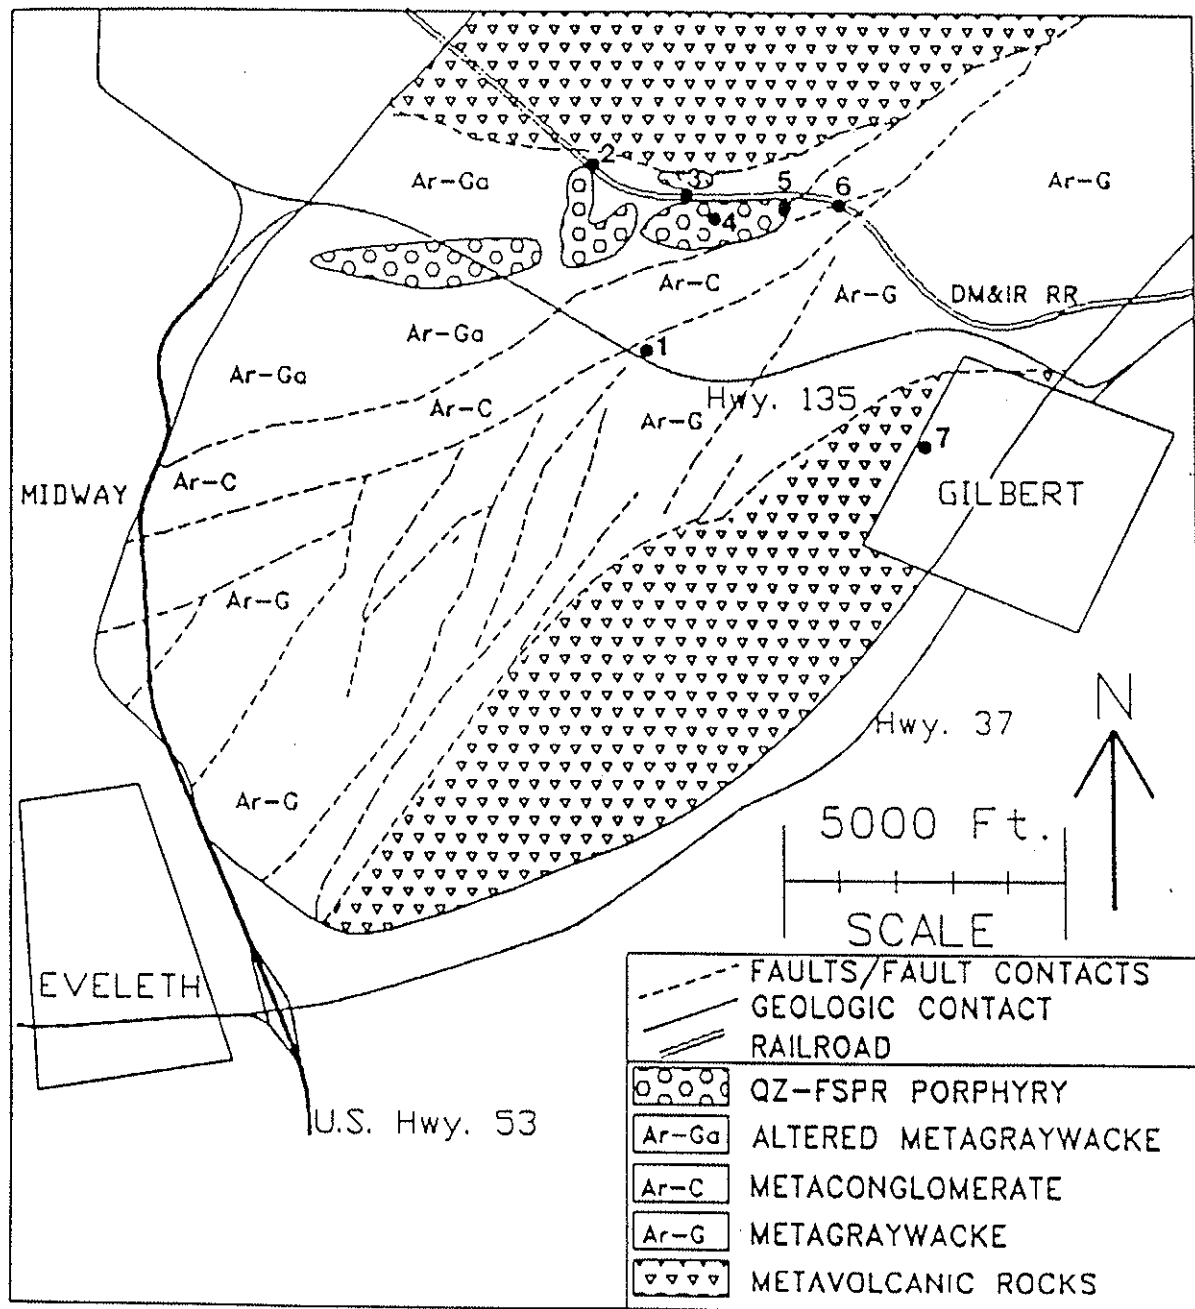 2
3
5
6
4
Ar-Ga
Ar-G
Ar-C
Ar-G
DM&IR RR
Ar-Ga
1
Ar-Ga
Hwy. 135
Ar-C
Ar-G
7
Ar-C
MIDWAY
GILBERT
Ar-G
N
Hwy. 37
Ar-G
5000 Ft.
SCALE
EVELETH
U.S. Hwy. 53
FAULTS/FAULT CONTACTS
GEOLOGIC CONTACT
RAILROAD
QZ-FSPR PORPHYRY
Ar-Ga ALTERED METAGRAYWACKE
Ar-C METACONGLOMERATE
Ar-G METAGRAYWACKE
METAVOLCANIC ROCKS